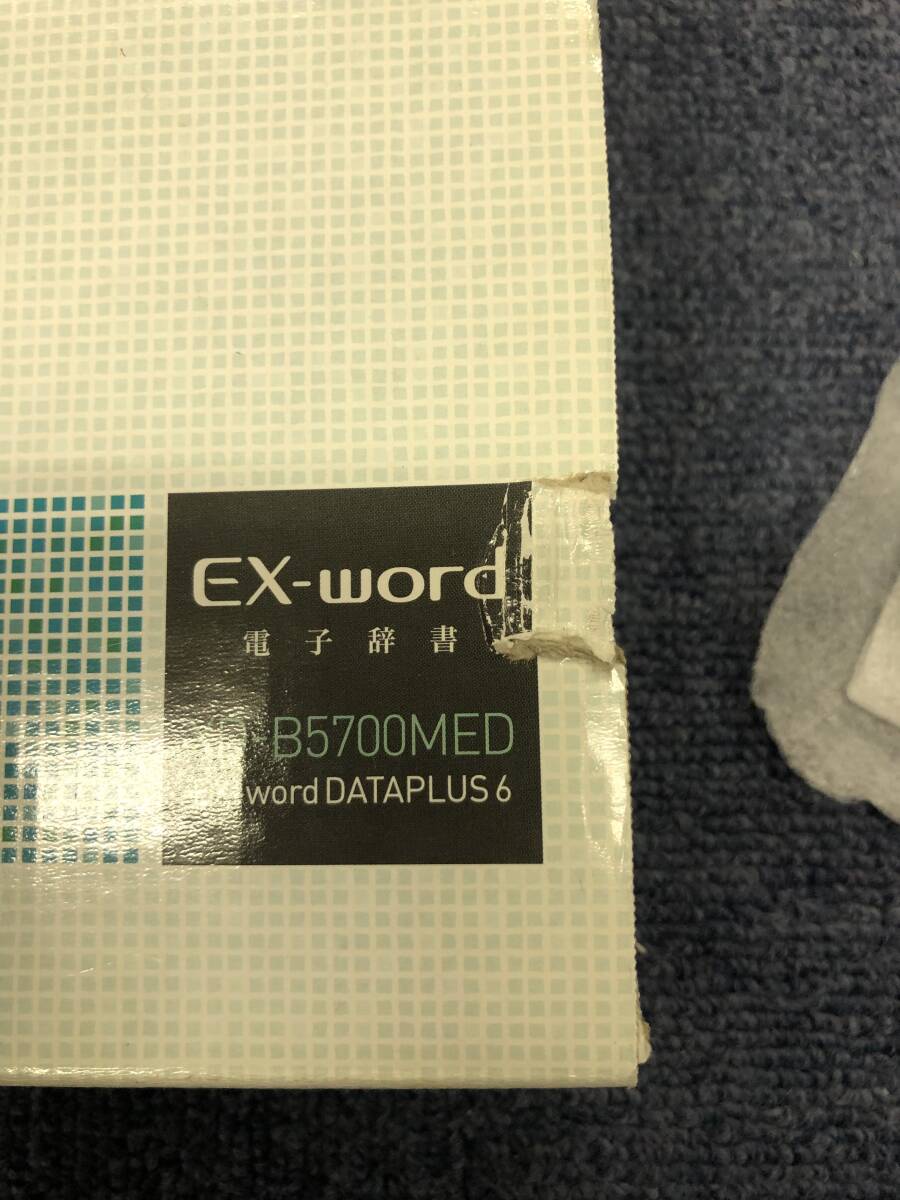 EX-word
電子辞書
-B5700MED
word DATAPLUS 6